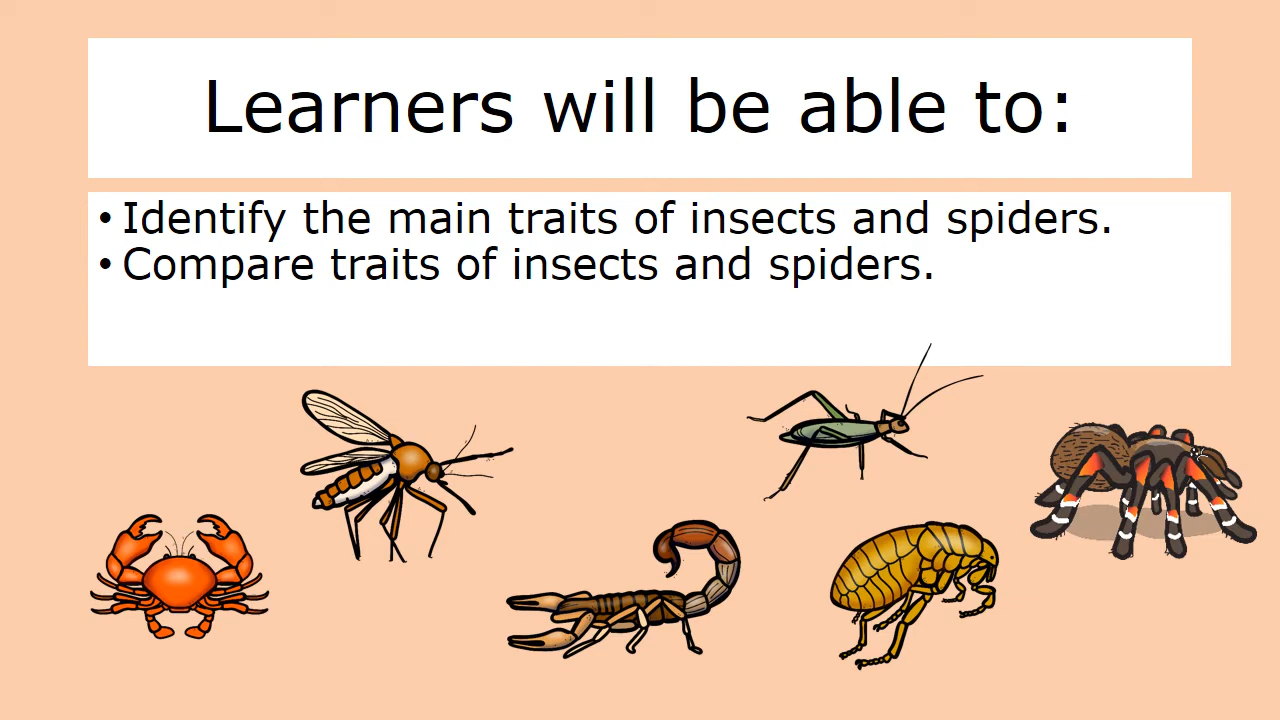 Learners will be able to:
• Identify the main traits of insects and spiders.
• Compare traits of insects and spiders.